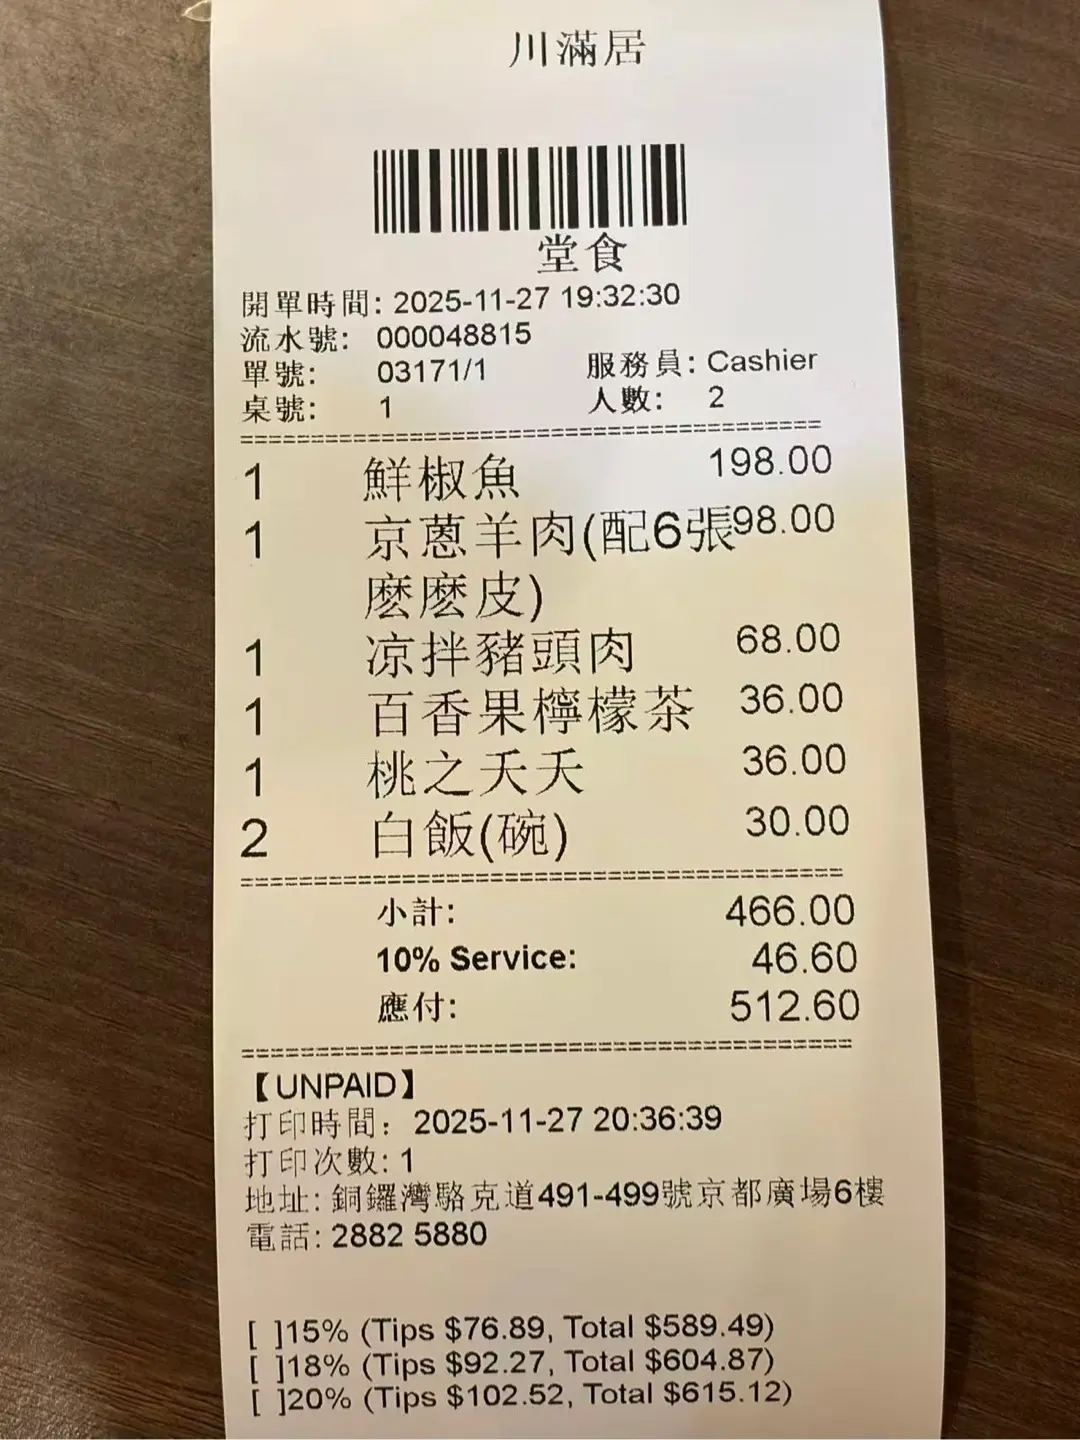 川滿居
堂食
開單時間: 2025-11-27 19:32:30
流水號: 000048815
單號: 03171/1 服務員: Cashier
桌號: 1 人數: 2
1 鮮椒魚 198.00
1 京蔥羊肉(配6張 98.00
麽麽皮)
1 凉拌豬頭肉 68.00
1 百香果檸檬茶 36.00
1 桃之夭夭 36.00
2 白飯(碗) 30.00
小計: 466.00
10% Service: 46.60
應付: 512.60
【UNPAID】
打印時間: 2025-11-27 20:36:39
打印次數: 1
地址: 銅鑼灣駱克道491-499號京都廣場6樓
電話: 2882 5880
[ ]15% (Tips $76.89, Total $589.49)
[ ]18% (Tips $92.27, Total $604.87)
[ ]20% (Tips $102.52, Total $615.12)